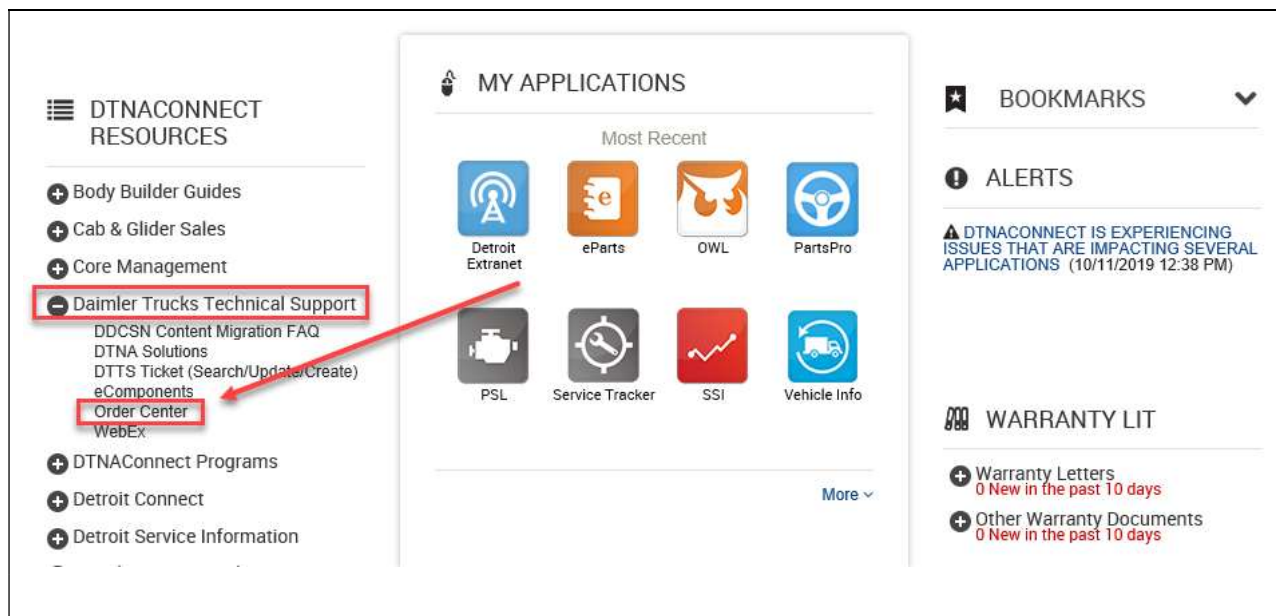 DTNACONNECT
RESOURCES
Body Builder Guides
Cab & Glider Sales
Core Management
Daimler Trucks Technical Support
DDCSN Content Migration FAQ
DTNA Solutions
DTTS Ticket (Search/Update/Create)
eComponents
Order Center
WebEx
DTNAConnect Programs
Detroit Connect
Detroit Service Information
MY APPLICATIONS
Most Recent
e
Detroit
Extranet
eParts
OWL
PartsPro
PSL
Service Tracker
SSI
Vehicle Info
More
BOOKMARKS
ALERTS
DTNACONNECT IS EXPERIENCING
ISSUES THAT ARE IMPACTING SEVERAL
APPLICATIONS (10/11/2019 12:38 PM)
WARRANTY LIT
Warranty Letters
0 New in the past 10 days
Other Warranty Documents
0 New in the past 10 days